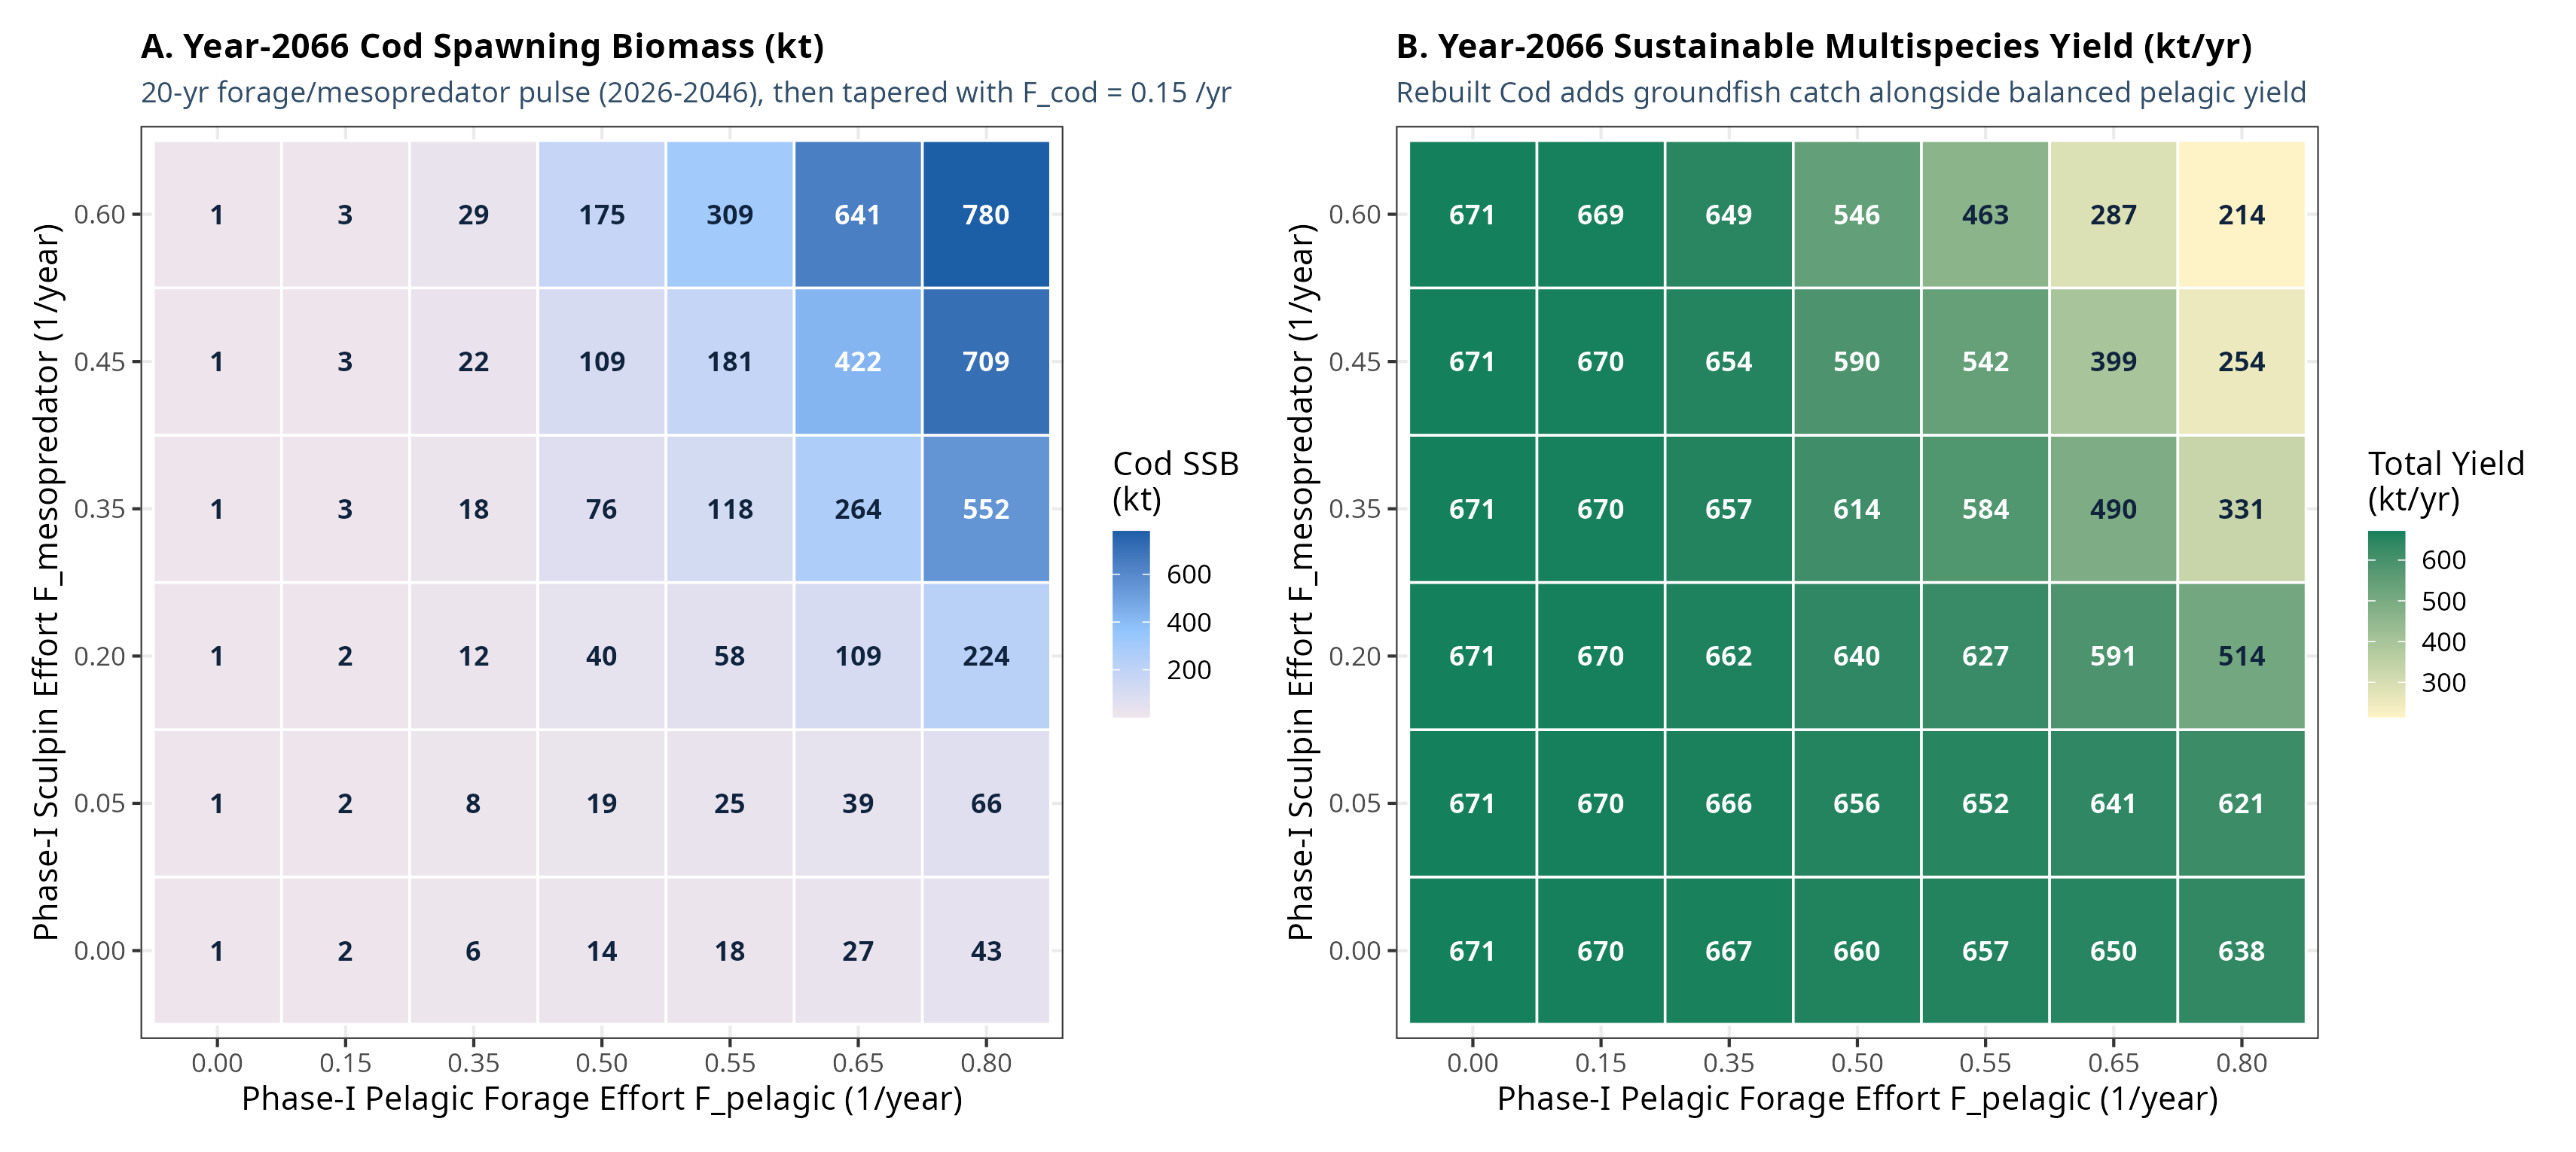 A. Year-2066 Cod Spawning Biomass (kt)
20-yr forage/mesopredator pulse (2026-2046), then tapered with F_cod = 0.15 /yr
Phase-I Sculpin Effort F_mesopredator (1/year)
0.60 1 3 29 175 309 641 780
0.45 1 3 22 109 181 422 709
0.35 1 3 18 76 118 264 552
0.20 1 2 12 40 58 109 224
0.05 1 2 8 19 25 39 66
0.00 1 2 6 14 18 27 43
0.00 0.15 0.35 0.50 0.55 0.65 0.80
Phase-I Pelagic Forage Effort F_pelagic (1/year)
Cod SSB
(kt)
600
400
200
B. Year-2066 Sustainable Multispecies Yield (kt/yr)
Rebuilt Cod adds groundfish catch alongside balanced pelagic yield
Phase-I Sculpin Effort F_mesopredator (1/year)
0.60 671 669 649 546 463 287 214
0.45 671 670 654 590 542 399 254
0.35 671 670 657 614 584 490 331
0.20 671 670 662 640 627 591 514
0.05 671 670 666 656 652 641 621
0.00 671 670 667 660 657 650 638
0.00 0.15 0.35 0.50 0.55 0.65 0.80
Phase-I Pelagic Forage Effort F_pelagic (1/year)
Total Yield
(kt/yr)
600
500
400
300